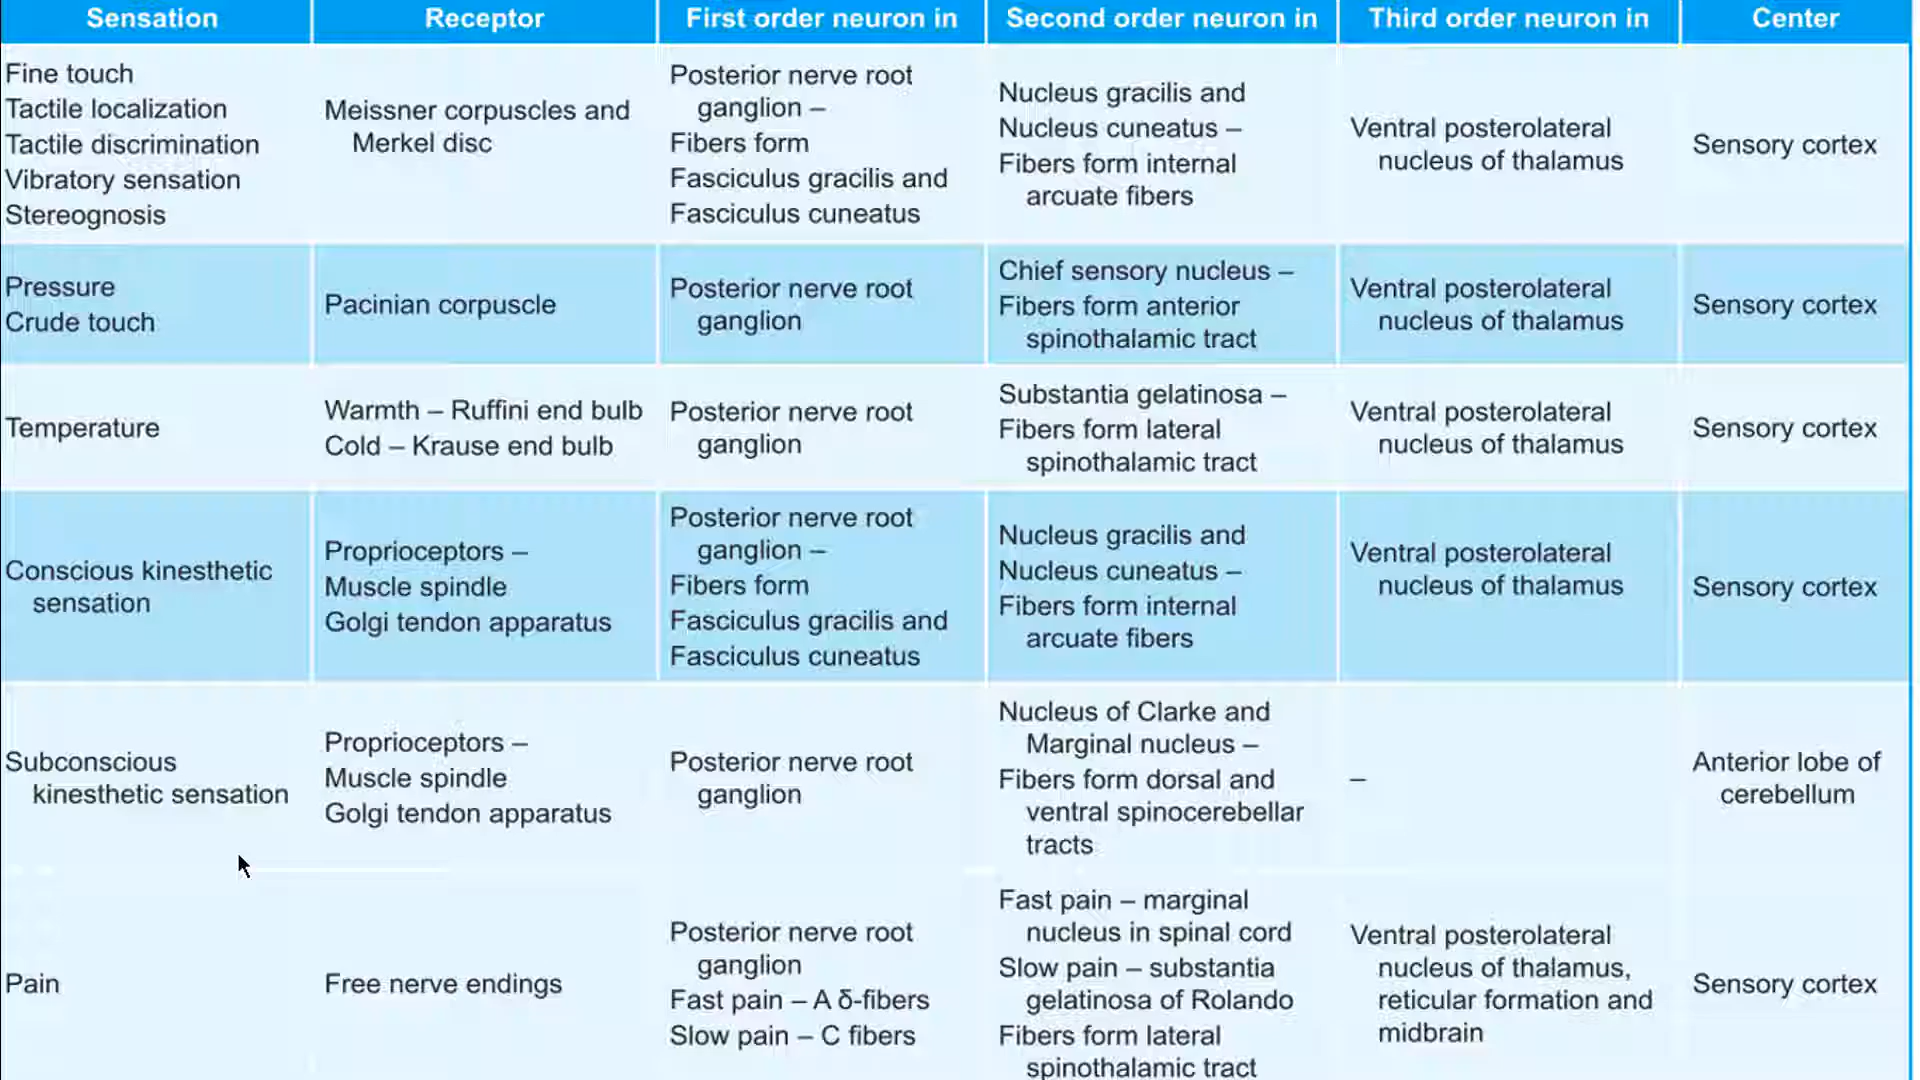 Sensation
Receptor
First order neuron in
Second order neuron in
Third order neuron in
Center
Fine touch
Tactile localization
Tactile discrimination
Vibratory sensation
Stereognosis
Meissner corpuscles and
Merkel disc
Posterior nerve root
ganglion –
Fibers form
Fasciculus gracilis and
Fasciculus cuneatus
Nucleus gracilis and
Nucleus cuneatus –
Fibers form internal
arcuate fibers
Ventral posterolateral
nucleus of thalamus
Sensory cortex
Pressure
Crude touch
Pacinian corpuscle
Posterior nerve root
ganglion
Chief sensory nucleus –
Fibers form anterior
spinothalamic tract
Ventral posterolateral
nucleus of thalamus
Sensory cortex
Temperature
Warmth – Ruffini end bulb
Cold – Krause end bulb
Posterior nerve root
ganglion
Substantia gelatinosa –
Fibers form lateral
spinothalamic tract
Ventral posterolateral
nucleus of thalamus
Sensory cortex
Conscious kinesthetic
sensation
Proprioceptors –
Muscle spindle
Golgi tendon apparatus
Posterior nerve root
ganglion –
Fibers form
Fasciculus gracilis and
Fasciculus cuneatus
Nucleus gracilis and
Nucleus cuneatus –
Fibers form internal
arcuate fibers
Ventral posterolateral
nucleus of thalamus
Sensory cortex
Subconscious
kinesthetic sensation
Proprioceptors –
Muscle spindle
Golgi tendon apparatus
Posterior nerve root
ganglion
Nucleus of Clarke and
Marginal nucleus –
Fibers form dorsal and
ventral spinocerebellar
tracts
–
Anterior lobe of
cerebellum
Pain
Free nerve endings
Posterior nerve root
ganglion
Fast pain – A δ-fibers
Slow pain – C fibers
Fast pain – marginal
nucleus in spinal cord
Slow pain – substantia
gelatinosa of Rolando
Fibers form lateral
spinothalamic tract
Ventral posterolateral
nucleus of thalamus,
reticular formation and
midbrain
Sensory cortex